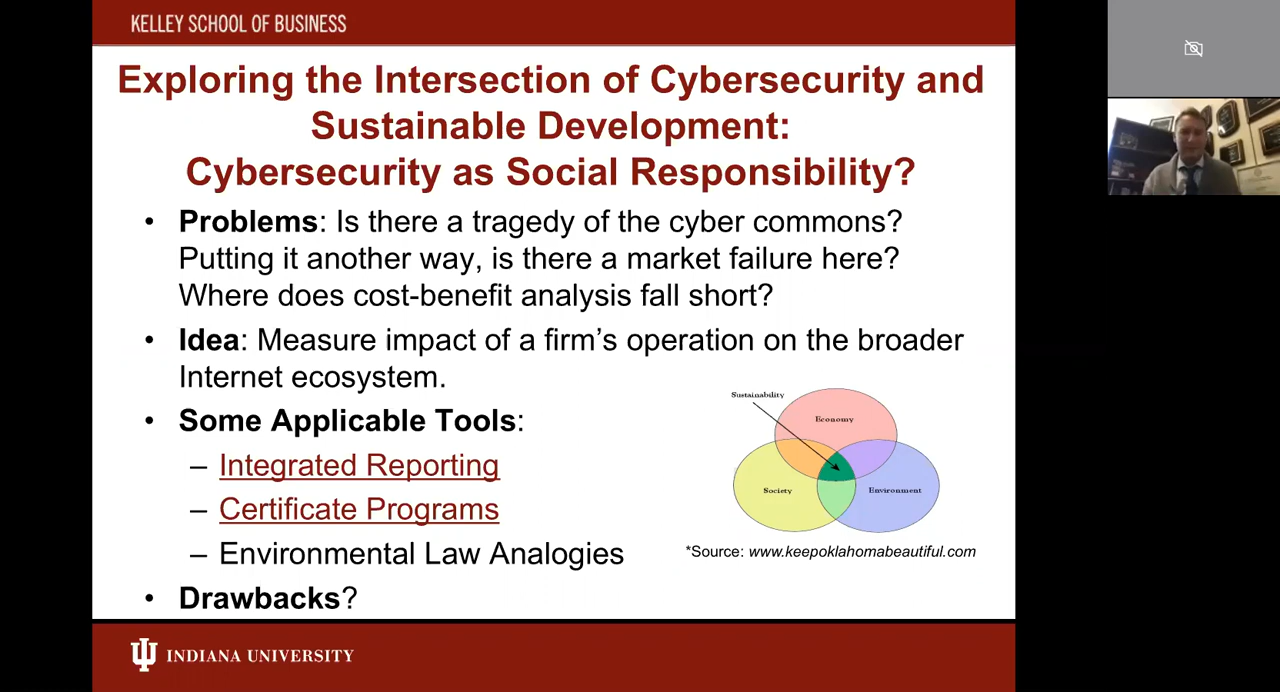 KELLEY SCHOOL OF BUSINESS
Exploring the Intersection of Cybersecurity and
Sustainable Development:
Cybersecurity as Social Responsibility?
• Problems: Is there a tragedy of the cyber commons?
Putting it another way, is there a market failure here?
Where does cost-benefit analysis fall short?
• Idea: Measure impact of a firm’s operation on the broader
Internet ecosystem.
• Some Applicable Tools:
– Integrated Reporting
– Certificate Programs
– Environmental Law Analogies
• Drawbacks?
Sustainability
Economy
Society
Environment
*Source: www.keepoklahomabeautiful.com
INDIANA UNIVERSITY